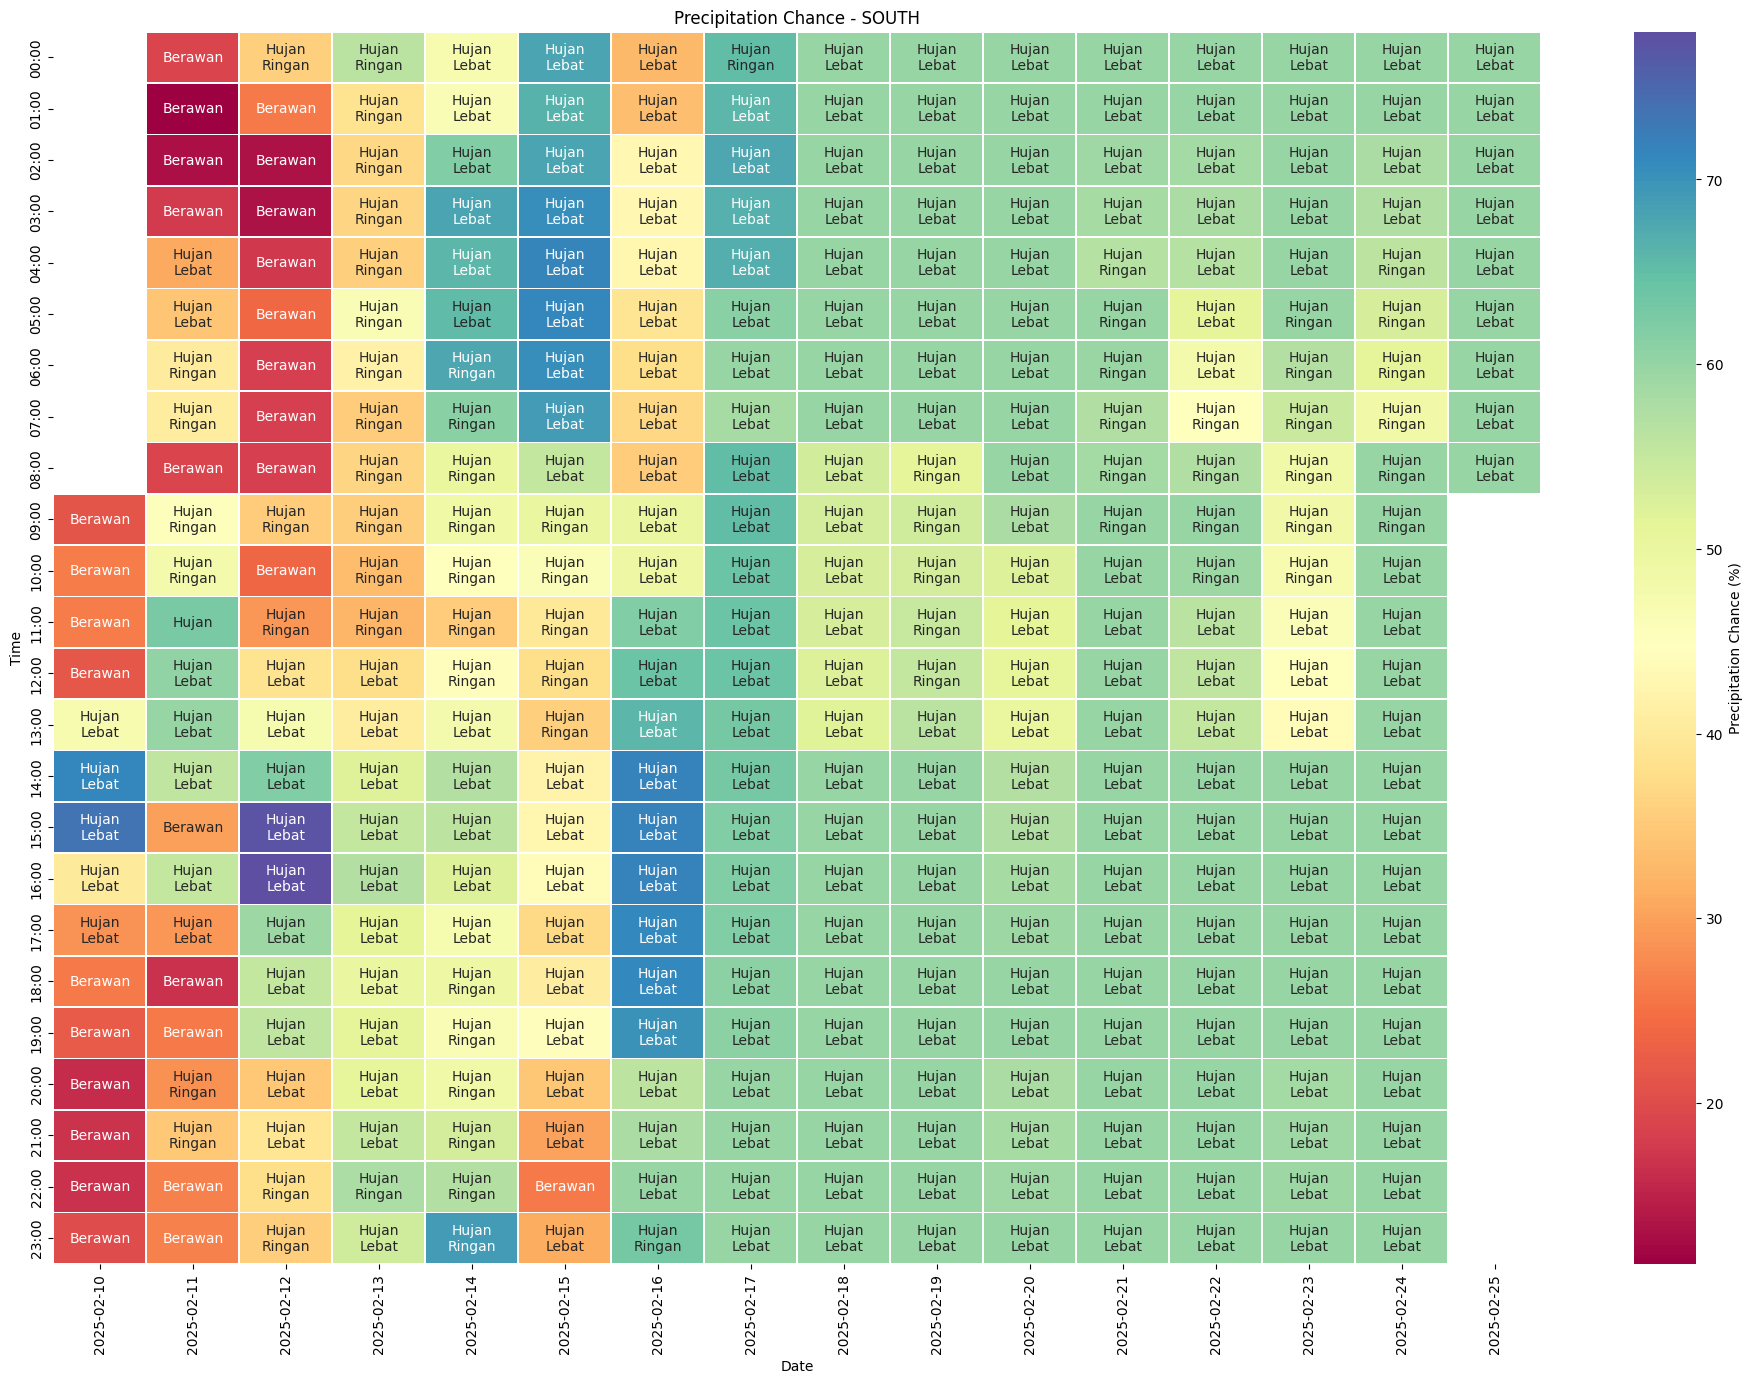 Precipitation Chance - SOUTH
00:00 Berawan Hujan Ringan Hujan Ringan Hujan Lebat Hujan Lebat Hujan Lebat Hujan Ringan Hujan Lebat Hujan Lebat Hujan Lebat Hujan Lebat Hujan Lebat Hujan Lebat Hujan Lebat Hujan Lebat
01:00 Berawan Berawan Hujan Ringan Hujan Lebat Hujan Lebat Hujan Lebat Hujan Lebat Hujan Lebat Hujan Lebat Hujan Lebat Hujan Lebat Hujan Lebat Hujan Lebat Hujan Lebat Hujan Lebat
02:00 Berawan Berawan Hujan Ringan Hujan Lebat Hujan Lebat Hujan Lebat Hujan Lebat Hujan Lebat Hujan Lebat Hujan Lebat Hujan Lebat Hujan Lebat Hujan Lebat Hujan Lebat Hujan Lebat
03:00 Berawan Berawan Hujan Ringan Hujan Lebat Hujan Lebat Hujan Lebat Hujan Lebat Hujan Lebat Hujan Lebat Hujan Lebat Hujan Lebat Hujan Lebat Hujan Lebat Hujan Lebat Hujan Lebat
04:00 Hujan Lebat Berawan Hujan Ringan Hujan Lebat Hujan Lebat Hujan Lebat Hujan Lebat Hujan Lebat Hujan Lebat Hujan Lebat Hujan Ringan Hujan Lebat Hujan Lebat Hujan Ringan Hujan Lebat
05:00 Hujan Lebat Berawan Hujan Ringan Hujan Lebat Hujan Lebat Hujan Lebat Hujan Lebat Hujan Lebat Hujan Lebat Hujan Lebat Hujan Ringan Hujan Lebat Hujan Ringan Hujan Ringan Hujan Lebat
06:00 Hujan Ringan Berawan Hujan Ringan Hujan Ringan Hujan Lebat Hujan Lebat Hujan Lebat Hujan Lebat Hujan Lebat Hujan Lebat Hujan Ringan Hujan Lebat Hujan Ringan Hujan Ringan Hujan Lebat
07:00 Hujan Ringan Berawan Hujan Ringan Hujan Ringan Hujan Lebat Hujan Lebat Hujan Lebat Hujan Lebat Hujan Lebat Hujan Lebat Hujan Ringan Hujan Ringan Hujan Ringan Hujan Ringan Hujan Lebat
08:00 Berawan Berawan Hujan Ringan Hujan Ringan Hujan Lebat Hujan Lebat Hujan Lebat Hujan Lebat Hujan Ringan Hujan Lebat Hujan Ringan Hujan Ringan Hujan Ringan Hujan Ringan Hujan Lebat
09:00 Berawan Hujan Ringan Hujan Ringan Hujan Ringan Hujan Ringan Hujan Ringan Hujan Lebat Hujan Lebat Hujan Lebat Hujan Ringan Hujan Lebat Hujan Ringan Hujan Ringan Hujan Ringan Hujan Ringan
10:00 Berawan Hujan Ringan Berawan Hujan Ringan Hujan Ringan Hujan Ringan Hujan Lebat Hujan Lebat Hujan Lebat Hujan Ringan Hujan Lebat Hujan Lebat Hujan Ringan Hujan Ringan Hujan Lebat
11:00 Berawan Hujan Hujan Ringan Hujan Ringan Hujan Ringan Hujan Ringan Hujan Lebat Hujan Lebat Hujan Lebat Hujan Ringan Hujan Lebat Hujan Lebat Hujan Lebat Hujan Lebat Hujan Lebat
12:00 Berawan Hujan Lebat Hujan Lebat Hujan Lebat Hujan Ringan Hujan Ringan Hujan Lebat Hujan Lebat Hujan Lebat Hujan Ringan Hujan Lebat Hujan Lebat Hujan Lebat Hujan Lebat Hujan Lebat
13:00 Hujan Lebat Hujan Lebat Hujan Lebat Hujan Lebat Hujan Lebat Hujan Ringan Hujan Lebat Hujan Lebat Hujan Lebat Hujan Lebat Hujan Lebat Hujan Lebat Hujan Lebat Hujan Lebat Hujan Lebat
14:00 Hujan Lebat Hujan Lebat Hujan Lebat Hujan Lebat Hujan Lebat Hujan Lebat Hujan Lebat Hujan Lebat Hujan Lebat Hujan Lebat Hujan Lebat Hujan Lebat Hujan Lebat Hujan Lebat Hujan Lebat
15:00 Hujan Lebat Berawan Hujan Lebat Hujan Lebat Hujan Lebat Hujan Lebat Hujan Lebat Hujan Lebat Hujan Lebat Hujan Lebat Hujan Lebat Hujan Lebat Hujan Lebat Hujan Lebat Hujan Lebat
16:00 Hujan Lebat Hujan Lebat Hujan Lebat Hujan Lebat Hujan Lebat Hujan Lebat Hujan Lebat Hujan Lebat Hujan Lebat Hujan Lebat Hujan Lebat Hujan Lebat Hujan Lebat Hujan Lebat Hujan Lebat
17:00 Hujan Lebat Hujan Lebat Hujan Lebat Hujan Lebat Hujan Lebat Hujan Lebat Hujan Lebat Hujan Lebat Hujan Lebat Hujan Lebat Hujan Lebat Hujan Lebat Hujan Lebat Hujan Lebat Hujan Lebat
18:00 Berawan Berawan Hujan Lebat Hujan Lebat Hujan Ringan Hujan Lebat Hujan Lebat Hujan Lebat Hujan Lebat Hujan Lebat Hujan Lebat Hujan Lebat Hujan Lebat Hujan Lebat Hujan Lebat
19:00 Berawan Berawan Hujan Lebat Hujan Lebat Hujan Ringan Hujan Lebat Hujan Lebat Hujan Lebat Hujan Lebat Hujan Lebat Hujan Lebat Hujan Lebat Hujan Lebat Hujan Lebat Hujan Lebat
20:00 Berawan Hujan Ringan Hujan Lebat Hujan Lebat Hujan Ringan Hujan Lebat Hujan Lebat Hujan Lebat Hujan Lebat Hujan Lebat Hujan Lebat Hujan Lebat Hujan Lebat Hujan Lebat Hujan Lebat
21:00 Berawan Hujan Ringan Hujan Lebat Hujan Lebat Hujan Ringan Hujan Lebat Hujan Lebat Hujan Lebat Hujan Lebat Hujan Lebat Hujan Lebat Hujan Lebat Hujan Lebat Hujan Lebat Hujan Lebat
22:00 Berawan Berawan Hujan Ringan Hujan Ringan Hujan Ringan Berawan Hujan Lebat Hujan Lebat Hujan Lebat Hujan Lebat Hujan Lebat Hujan Lebat Hujan Lebat Hujan Lebat Hujan Lebat
23:00 Berawan Berawan Hujan Ringan Hujan Lebat Hujan Ringan Hujan Lebat Hujan Ringan Hujan Lebat Hujan Lebat Hujan Lebat Hujan Lebat Hujan Lebat Hujan Lebat Hujan Lebat Hujan Lebat
Time
2025-02-10 2025-02-11 2025-02-12 2025-02-13 2025-02-14 2025-02-15 2025-02-16 2025-02-17 2025-02-18 2025-02-19 2025-02-20 2025-02-21 2025-02-22 2025-02-23 2025-02-24 2025-02-25
Date
70
60
50
40
30
20
Precipitation Chance (%)